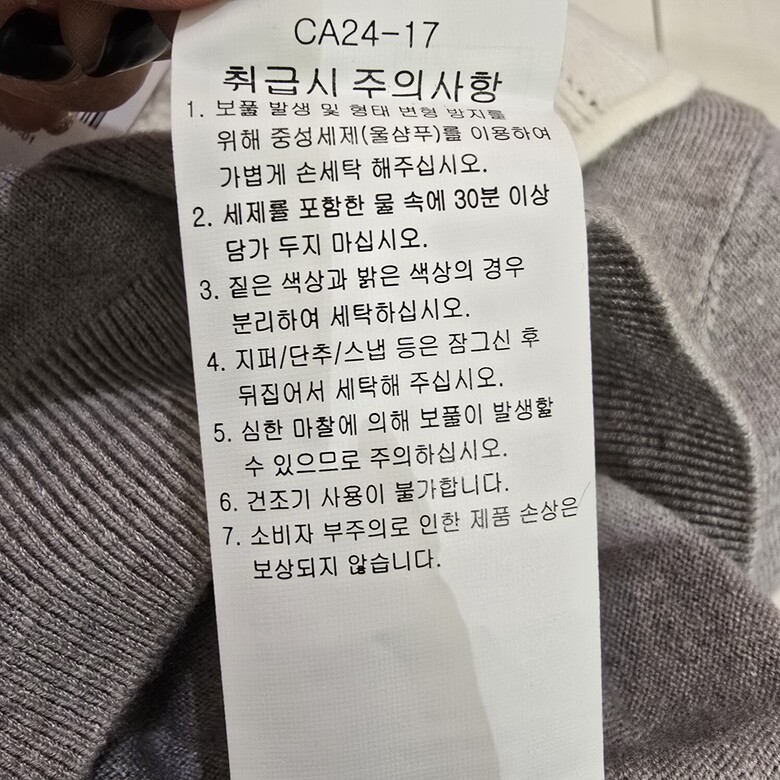 CA24-17
취급시 주의사항
1. 보풀 발생 및 형태 변형 방지를
위해 중성세제(울샴푸)를 이용하여
가볍게 손세탁 해주십시오.
2. 세제를 포함한 물 속에 30분 이상
담가 두지 마십시오.
3. 짙은 색상과 밝은 색상의 경우
분리하여 세탁하십시오.
4. 지퍼/단추/스냅 등은 잠그신 후
뒤집어서 세탁해 주십시오.
5. 심한 마찰에 의해 보풀이 발생할
수 있으므로 주의하십시오.
6. 건조기 사용이 불가합니다.
7. 소비자 부주의로 인한 제품 손상은
보상되지 않습니다.